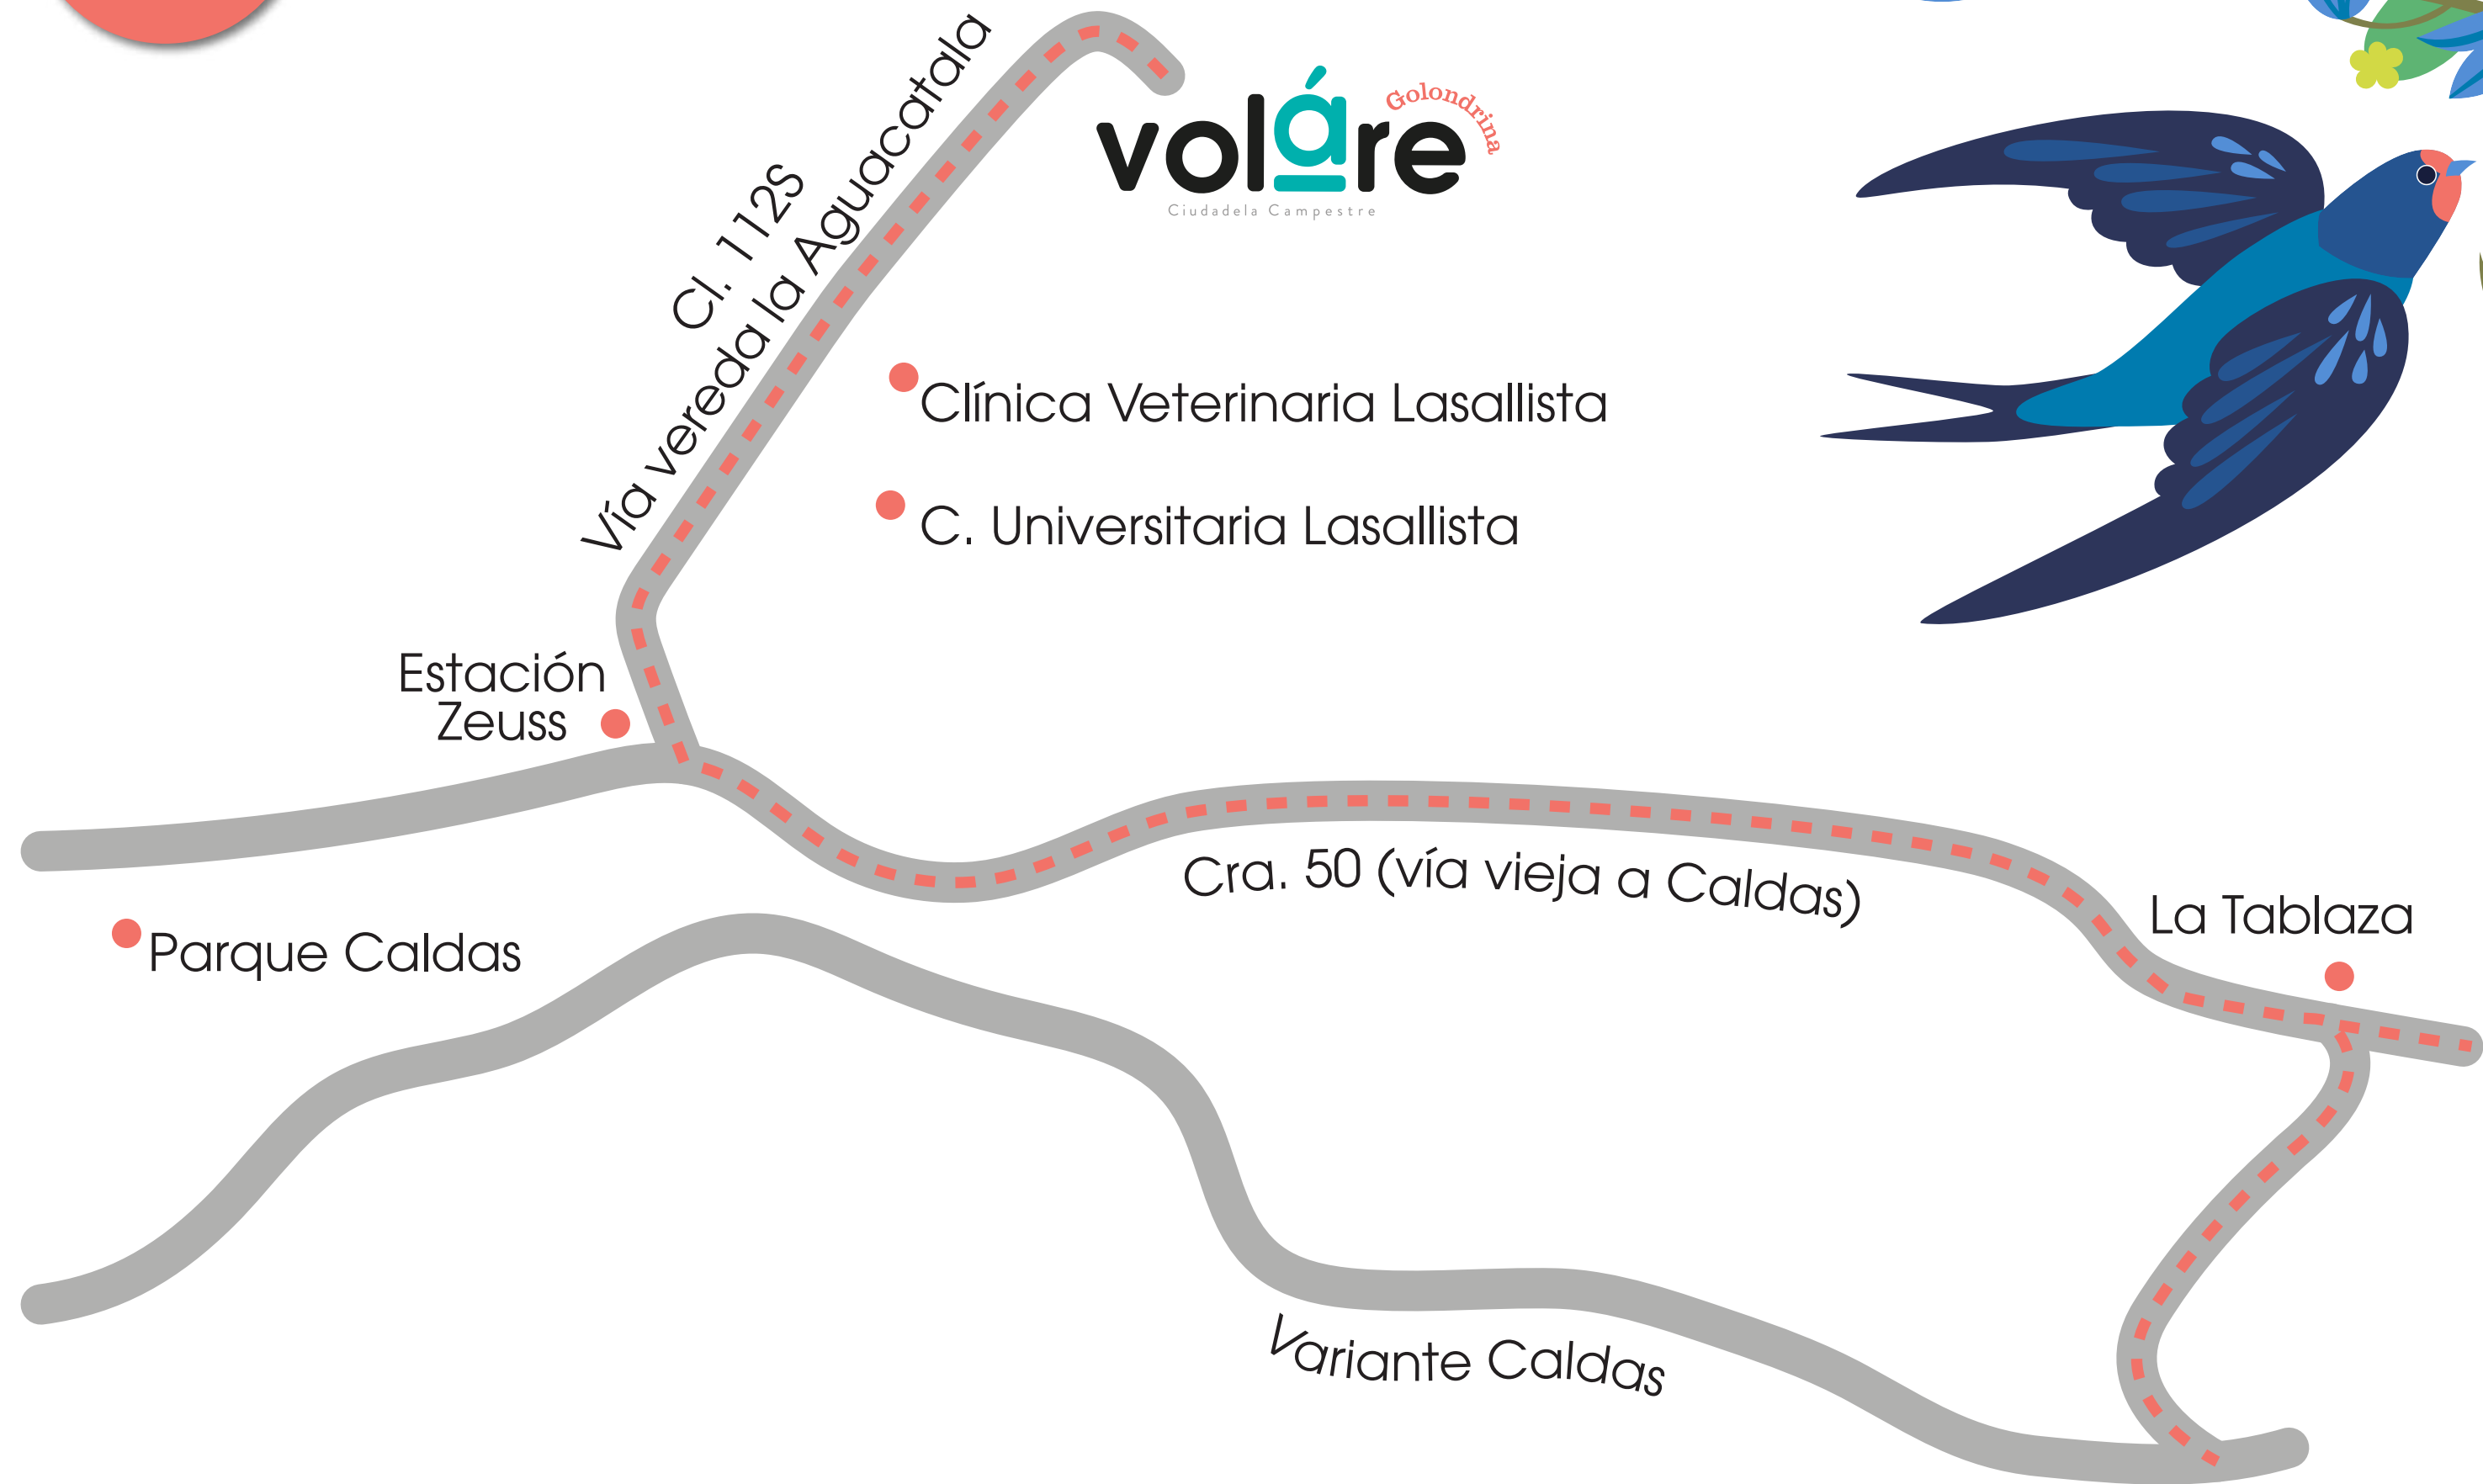 Cl. 112S
Vía vereda la Aguacatala
Golondrina
voláre
Ciudadela Campestre
Clínica Veterinaria Lasallista
C. Universitaria Lasallista
Estación
Zeuss
Cra. 50 (vía vieja a Caldas)
La Tablaza
Parque Caldas
Variante Caldas